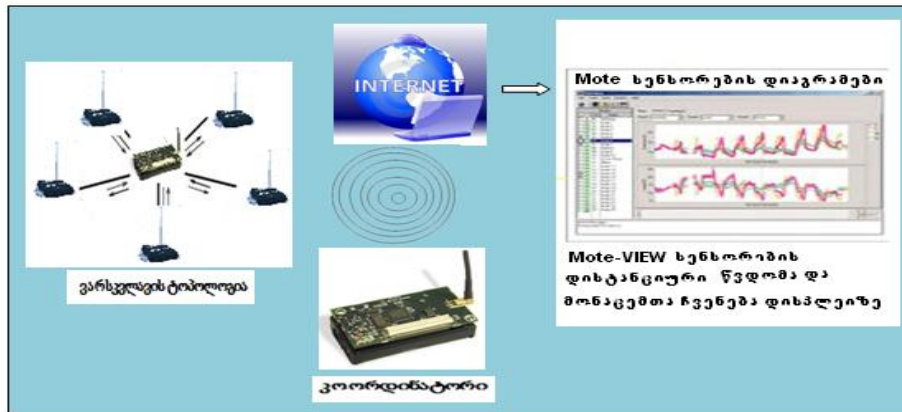 ვარსკვლავის ტოპოლოგია
INTERNET
კოორდინატორი
Mote სენსორების დიაგრამები
Mote-VIEW სენსორების
დისტანციური წვდომა და
მონაცემთა ჩვენება დისპლეიზე